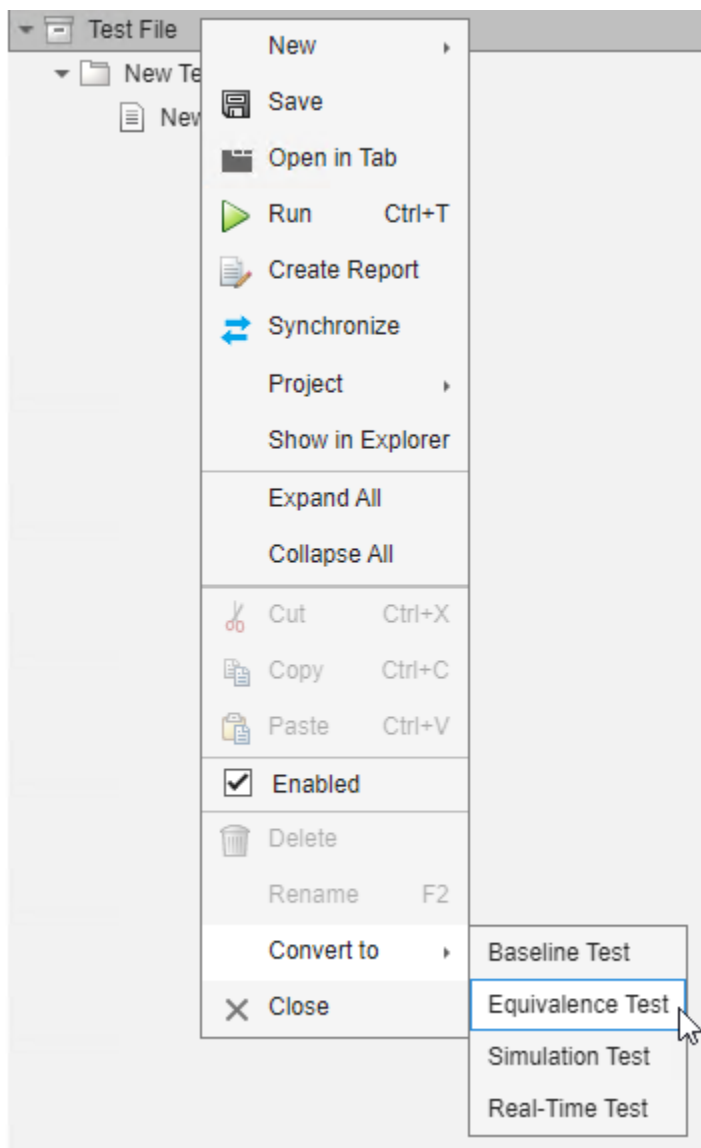 Test File
New
New Te
Save
New
Open in Tab
Run Ctrl+T
Create Report
Synchronize
Project
Show in Explorer
Expand All
Collapse All
Cut Ctrl+X
Copy Ctrl+C
Paste Ctrl+V
Enabled
Delete
Rename F2
Convert to
Baseline Test
Equivalence Test
Close
Simulation Test
Real-Time Test